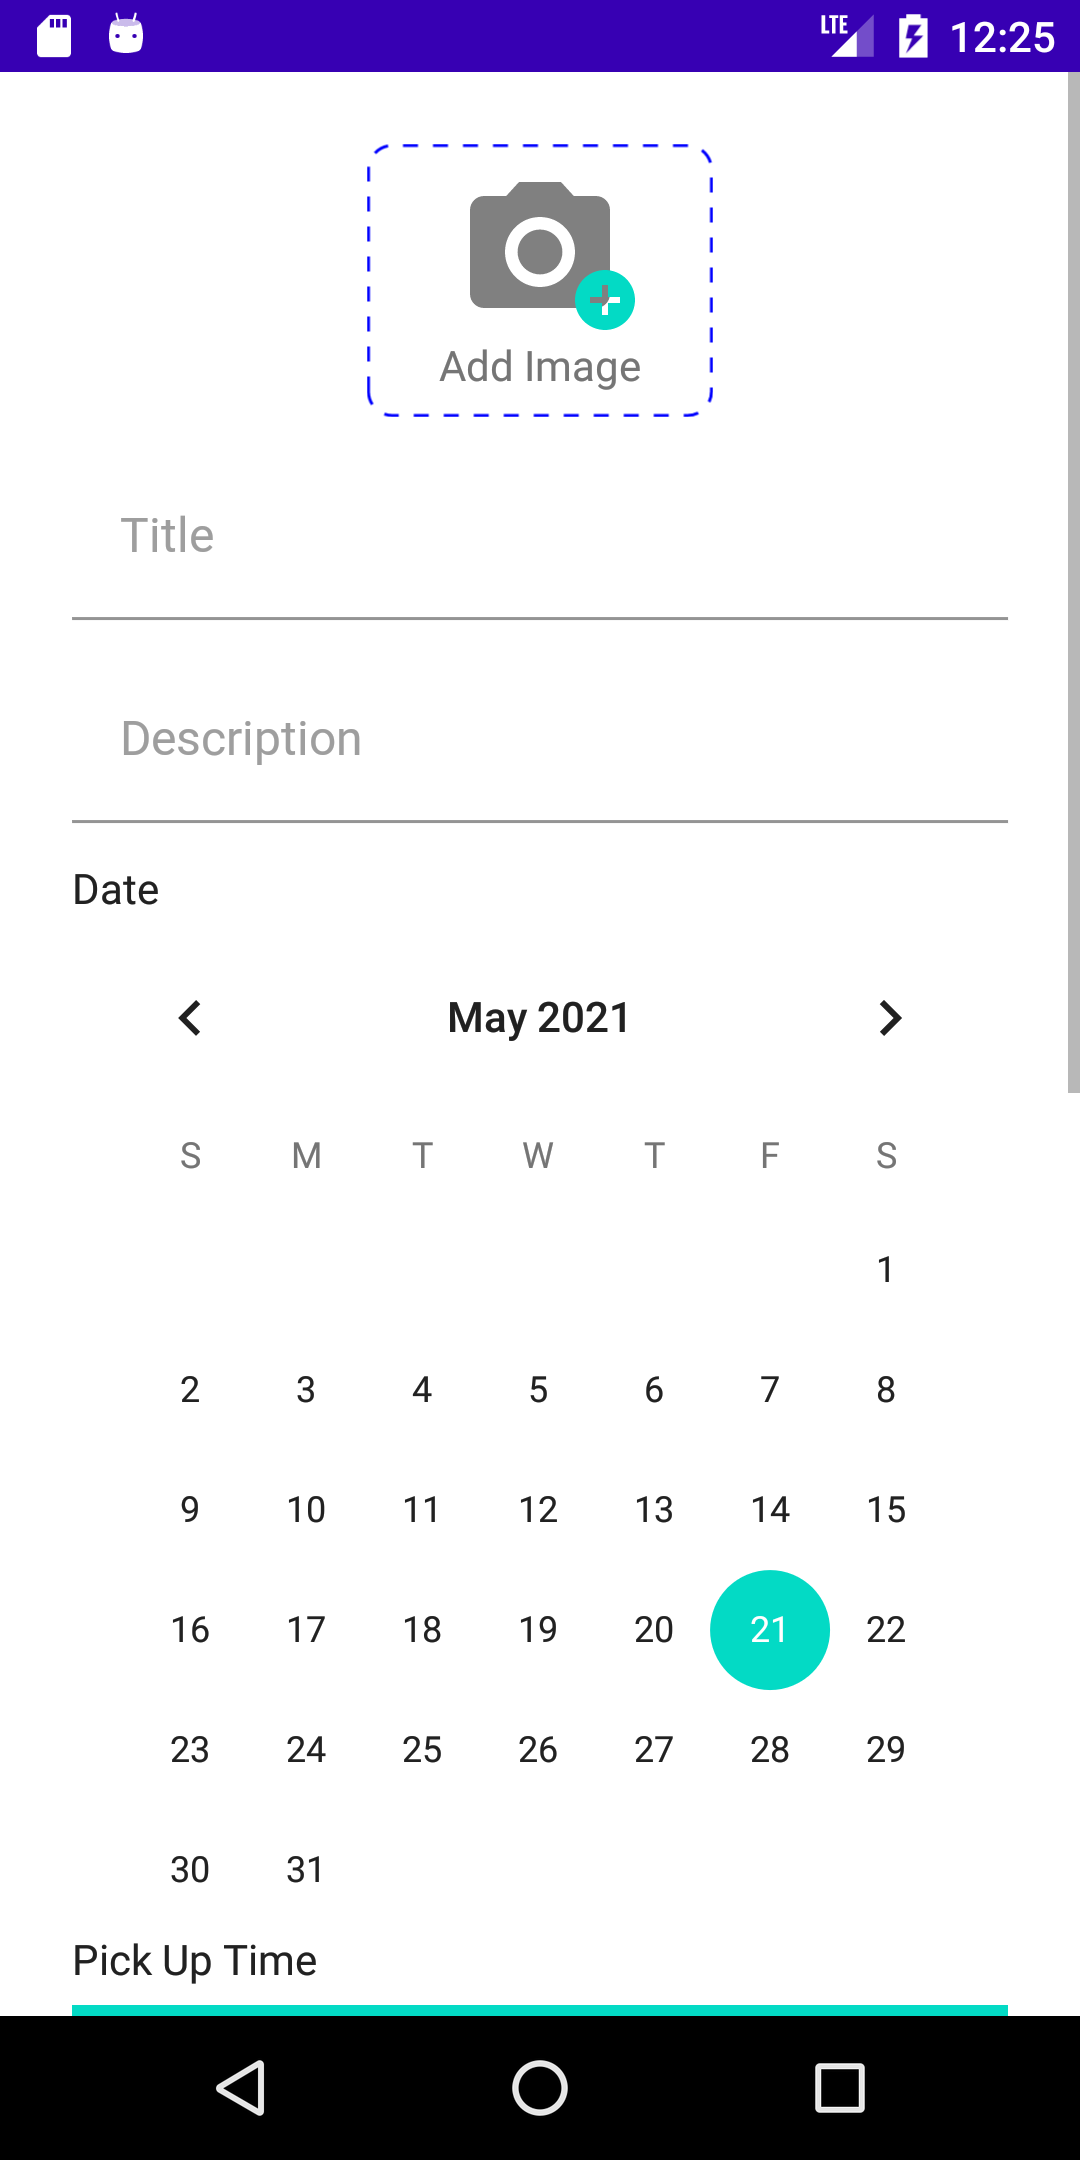 LTE 12:25
Add Image
Title
Description
Date
May 2021
S M T W T F S
1
2 3 4 5 6 7 8
9 10 11 12 13 14 15
16 17 18 19 20 21 22
23 24 25 26 27 28 29
30 31
Pick Up Time